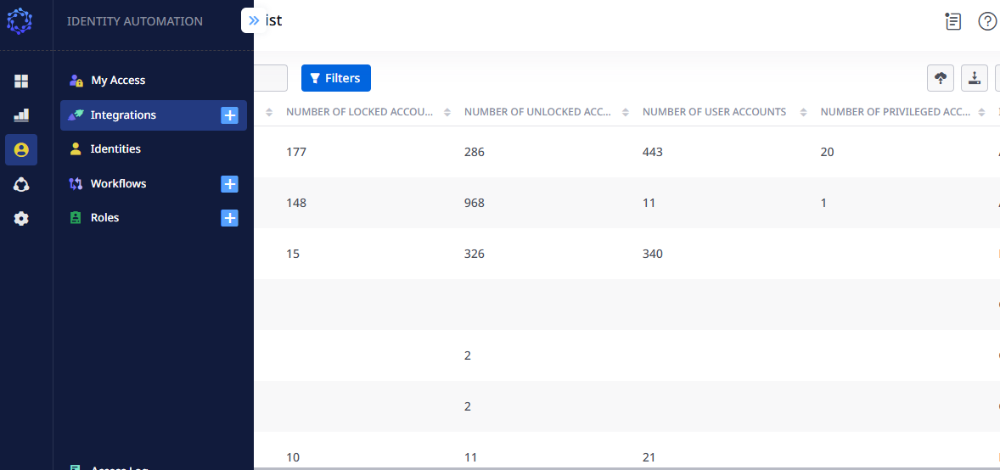 IDENTITY AUTOMATION
ist
My Access
Integrations
Identities
Workflows
Roles
Filters
NUMBER OF LOCKED ACCOU... NUMBER OF UNLOCKED ACC... NUMBER OF USER ACCOUNTS NUMBER OF PRIVILEGED ACC...
177 286 443 20
148 968 11 1
15 326 340
2
2
10 11 21
Access Log